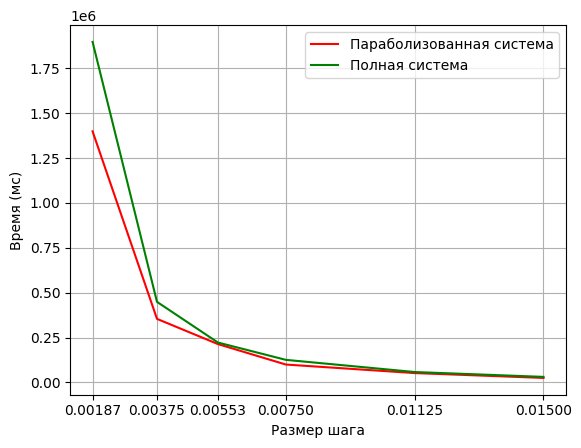 1e6
Параболизованная система
Полная система
1.75
1.50
1.25
1.00
0.75
0.50
0.25
0.00
Время (мс)
0.00187 0.00375 0.00553 0.00750 0.01125 0.01500
Размер шага